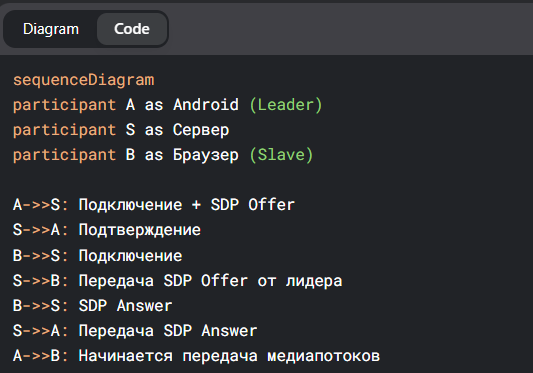 Diagram Code
sequenceDiagram
participant A as Android (Leader)
participant S as Сервер
participant B as Браузер (Slave)
A->>S: Подключение + SDP Offer
S->>A: Подтверждение
B->>S: Подключение
S->>B: Передача SDP Offer от лидера
B->>S: SDP Answer
S->>A: Передача SDP Answer
A->>B: Начинается передача медиапотоков